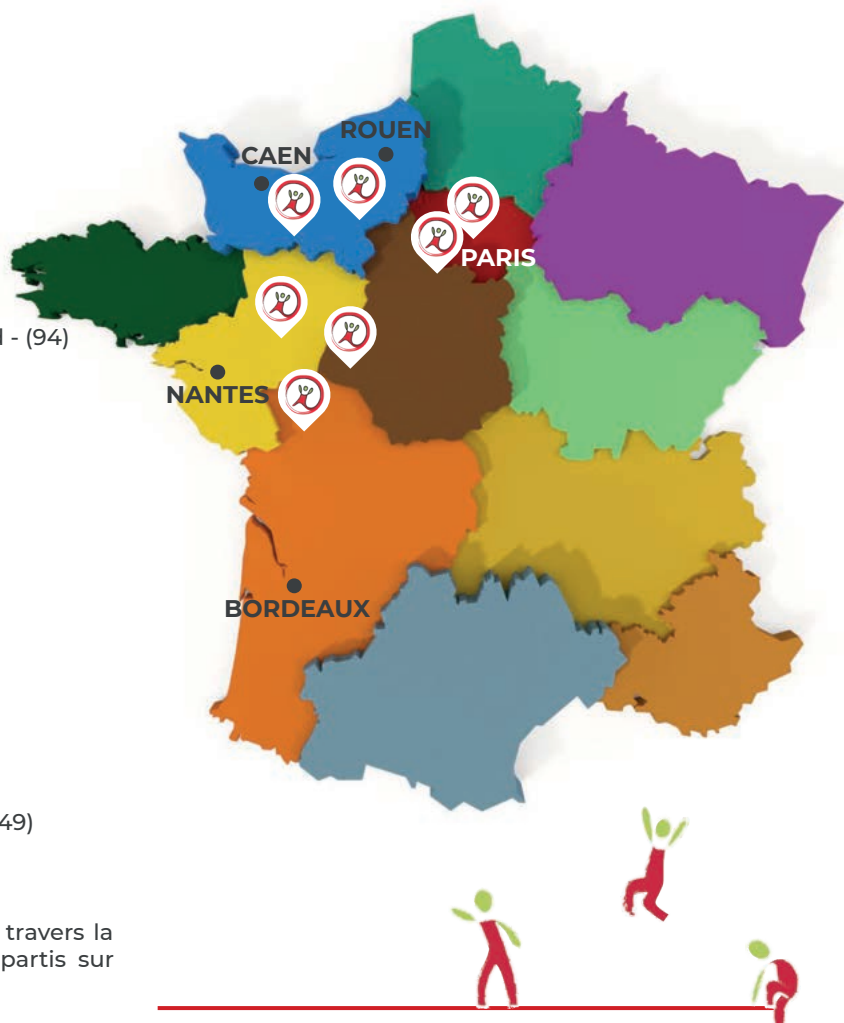 ROUEN
CAEN
PARIS
- (94)
NANTES
BORDEAUX
49)
travers la
partis sur